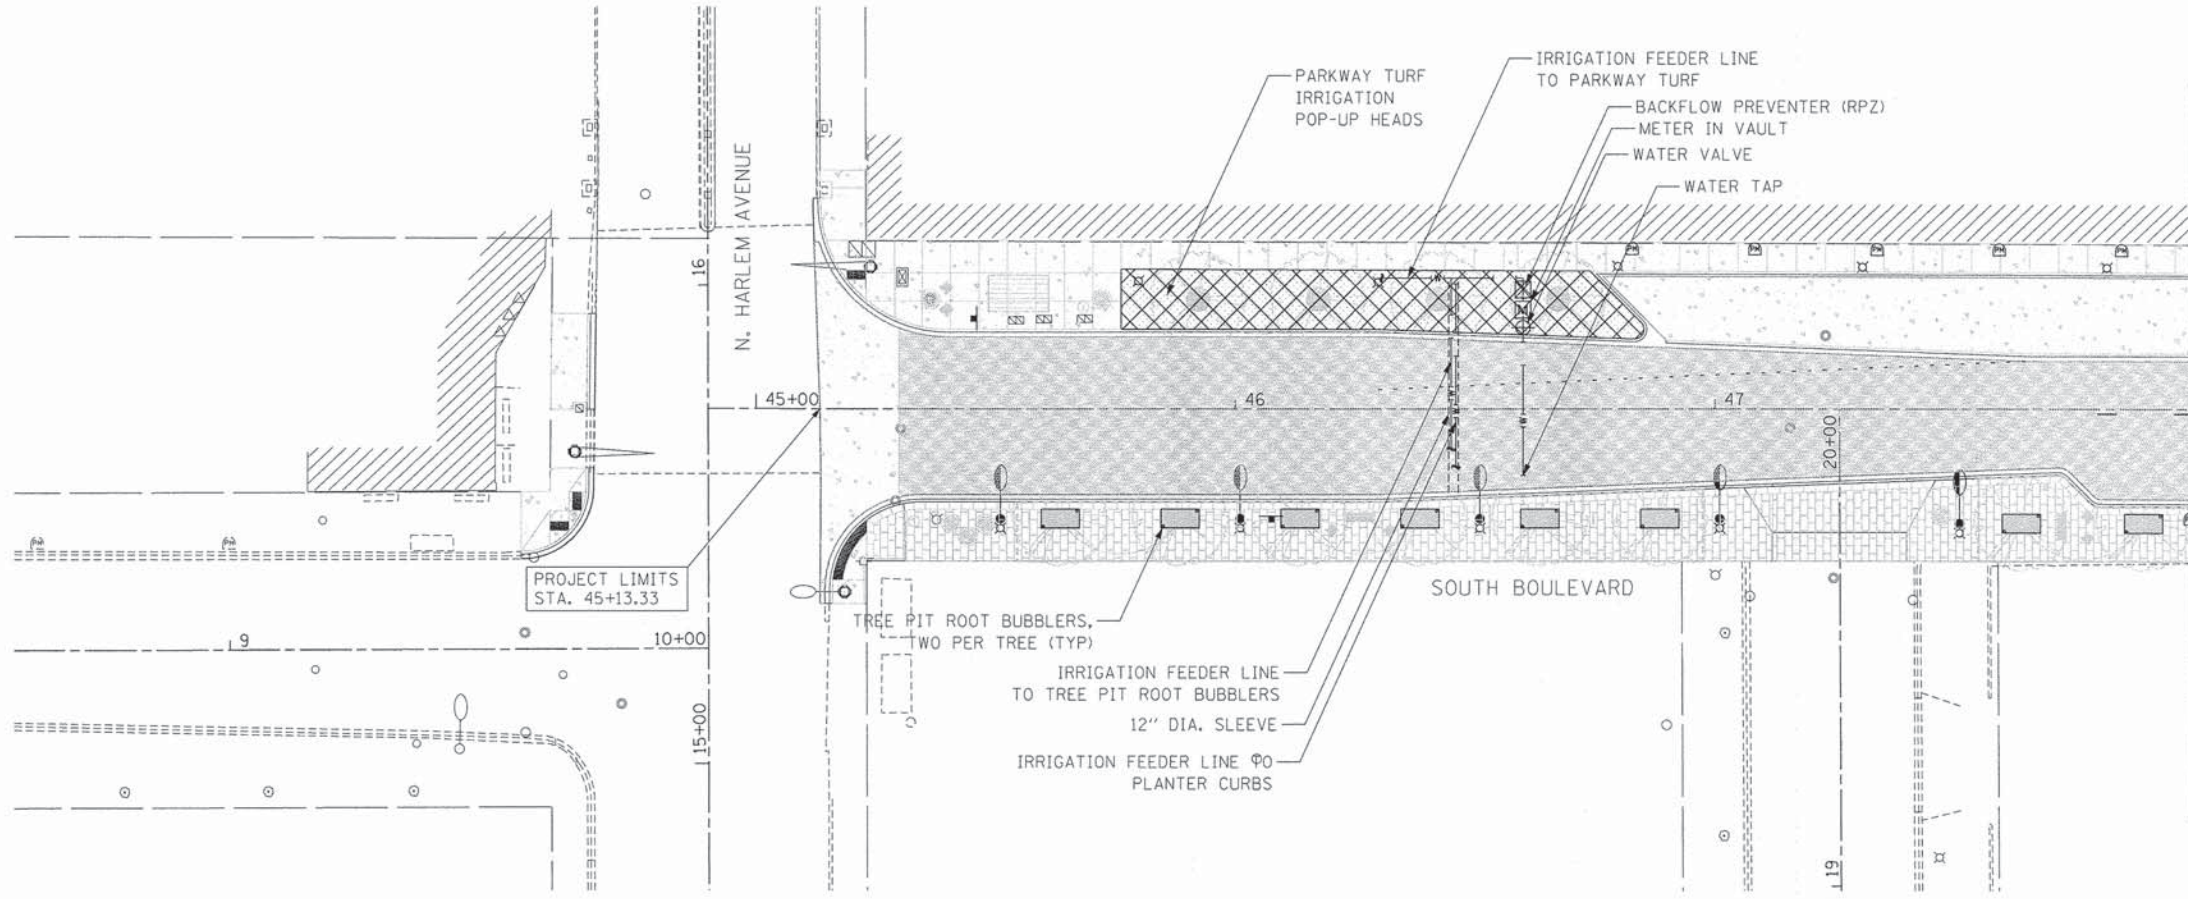 PARKWAY TURF
IRRIGATION
POP-UP HEADS
IRRIGATION FEEDER LINE
TO PARKWAY TURF
BACKFLOW PREVENTER (RPZ)
METER IN VAULT
WATER VALVE
WATER TAP
N. HARLEM AVENUE
16
45+00
46
47
20+00
PROJECT LIMITS
STA. 45+13.33
9
10+00
15+00
SOUTH BOULEVARD
TREE PIT ROOT BUBBLERS,
TWO PER TREE (TYP)
IRRIGATION FEEDER LINE
TO TREE PIT ROOT BUBBLERS
12" DIA. SLEEVE
IRRIGATION FEEDER LINE TO
PLANTER CURBS
19